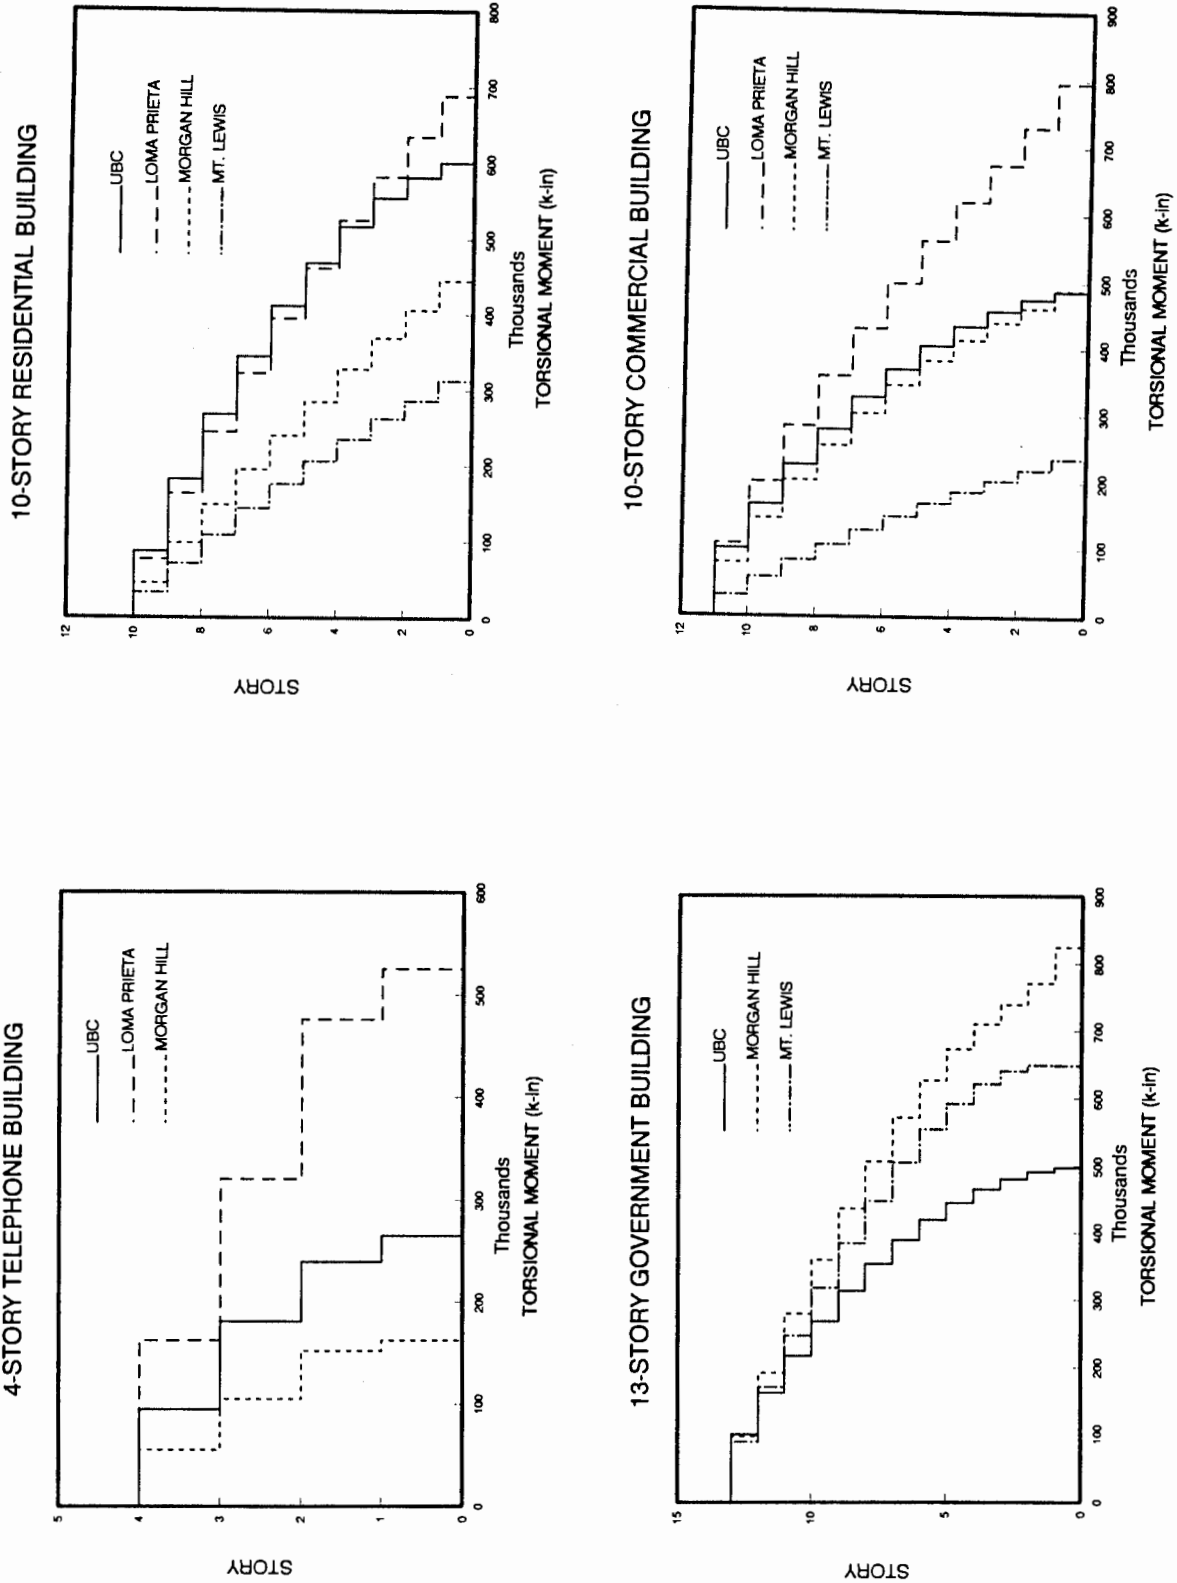 4-STORY TELEPHONE BUILDING
UBC
LOMA PRIETA
MORGAN HILL
STORY
5
4
3
2
1
0
0
100
200
300
400
500
600
Thousands
TORSIONAL MOMENT (k-in)
10-STORY RESIDENTIAL BUILDING
UBC
LOMA PRIETA
MORGAN HILL
MT. LEWIS
STORY
12
10
8
6
4
2
0
0
100
200
300
400
500
600
700
800
Thousands
TORSIONAL MOMENT (k-in)
13-STORY GOVERNMENT BUILDING
UBC
MORGAN HILL
MT. LEWIS
STORY
15
10
5
0
0
100
200
300
400
500
600
700
800
900
Thousands
TORSIONAL MOMENT (k-in)
10-STORY COMMERCIAL BUILDING
UBC
LOMA PRIETA
MORGAN HILL
MT. LEWIS
STORY
12
10
8
6
4
2
0
0
100
200
300
400
500
600
700
800
900
Thousands
TORSIONAL MOMENT (k-in)